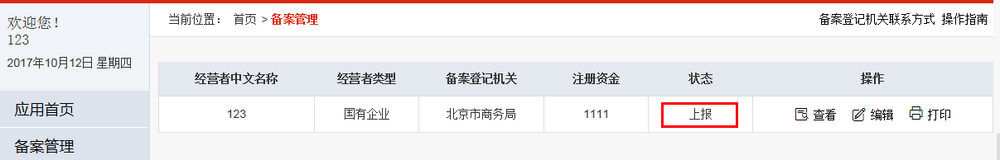 欢迎您！
123
2017年10月12日 星期四
应用首页
备案管理
当前位置： 首页 > 备案管理
备案登记机关联系方式 操作指南
经营者中文名称 经营者类型 备案登记机关 注册资金 状态 操作
123 国有企业 北京市商务局 1111 上报 查看 编辑 打印